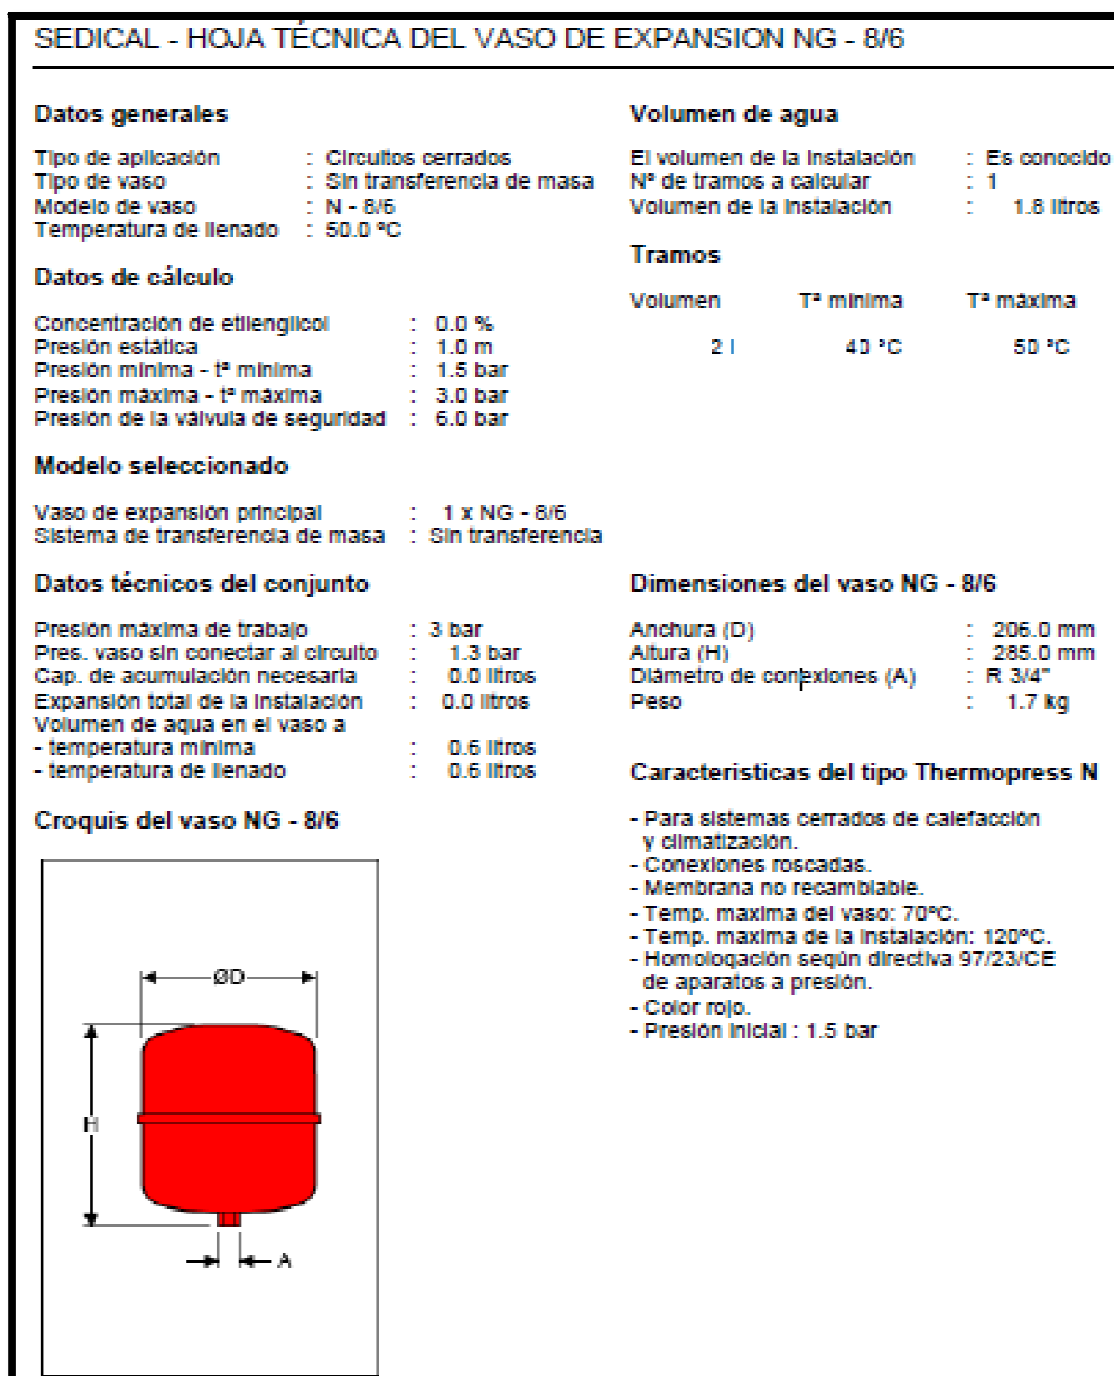 SEDICAL - HOJA TÉCNICA DEL VASO DE EXPANSION NG - 8/6
Datos generales
Tipo de aplicación : Circuitos cerrados
Tipo de vaso : Sin transferencia de masa
Modelo de vaso : N - 8/6
Temperatura de llenado : 50.0 ºC
Datos de cálculo
Concentración de etilenglicol : 0.0 %
Presión estática : 1.0 m
Presión mínima - tª mínima : 1.5 bar
Presión máxima - tª máxima : 3.0 bar
Presión de la válvula de seguridad : 6.0 bar
Modelo seleccionado
Vaso de expansión principal : 1 x NG - 8/6
Sistema de transferencia de masa : Sin transferencia
Datos técnicos del conjunto
Presión máxima de trabajo : 3 bar
Pres. vaso sin conectar al circuito : 1.3 bar
Cap. de acumulación necesaria : 0.0 litros
Expansión total de la instalación : 0.0 litros
Volumen de agua en el vaso a
- temperatura mínima : 0.6 litros
- temperatura de llenado : 0.6 litros
Croquis del vaso NG - 8/6
ØD
H
A
Volumen de agua
El volumen de la instalación : Es conocido
Nº de tramos a calcular : 1
Volumen de la instalación : 1.8 litros
Tramos
Volumen Tª mínima Tª máxima
2 l 40 ºC 50 ºC
Dimensiones del vaso NG - 8/6
Anchura (D) : 206.0 mm
Altura (H) : 285.0 mm
Diámetro de conexiones (A) : R 3/4"
Peso : 1.7 kg
Caracteristicas del tipo Thermopress N
- Para sistemas cerrados de calefacción
y climatización.
- Conexiones roscadas.
- Membrana no recambiable.
- Temp. maxima del vaso: 70ºC.
- Temp. maxima de la instalación: 120ºC.
- Homologación según directiva 97/23/CE
de aparatos a presión.
- Color rojo.
- Presión inicial : 1.5 bar